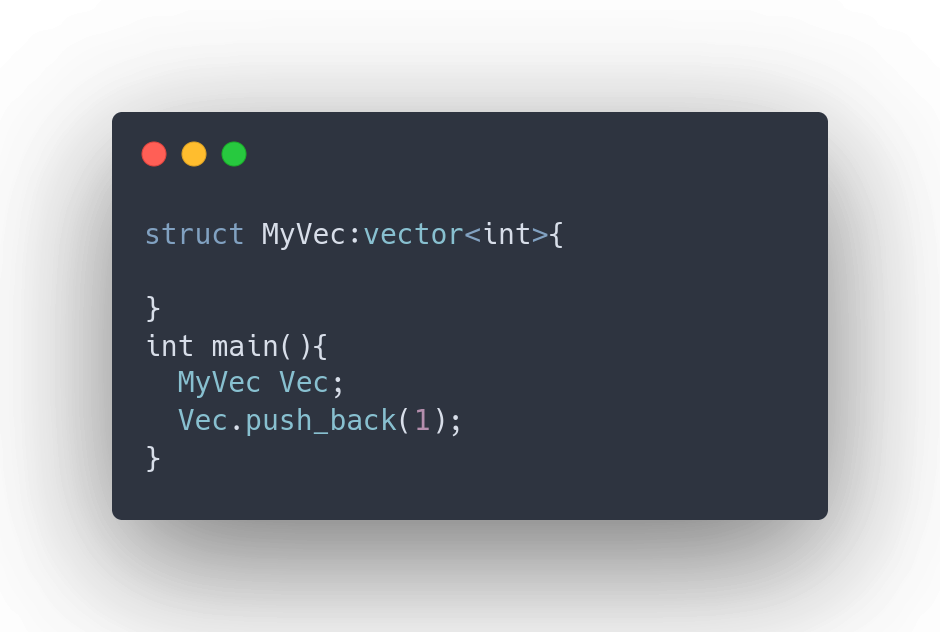 struct MyVec:vector<int>{
}
int main(){
  MyVec Vec;
  Vec.push_back(1);
}